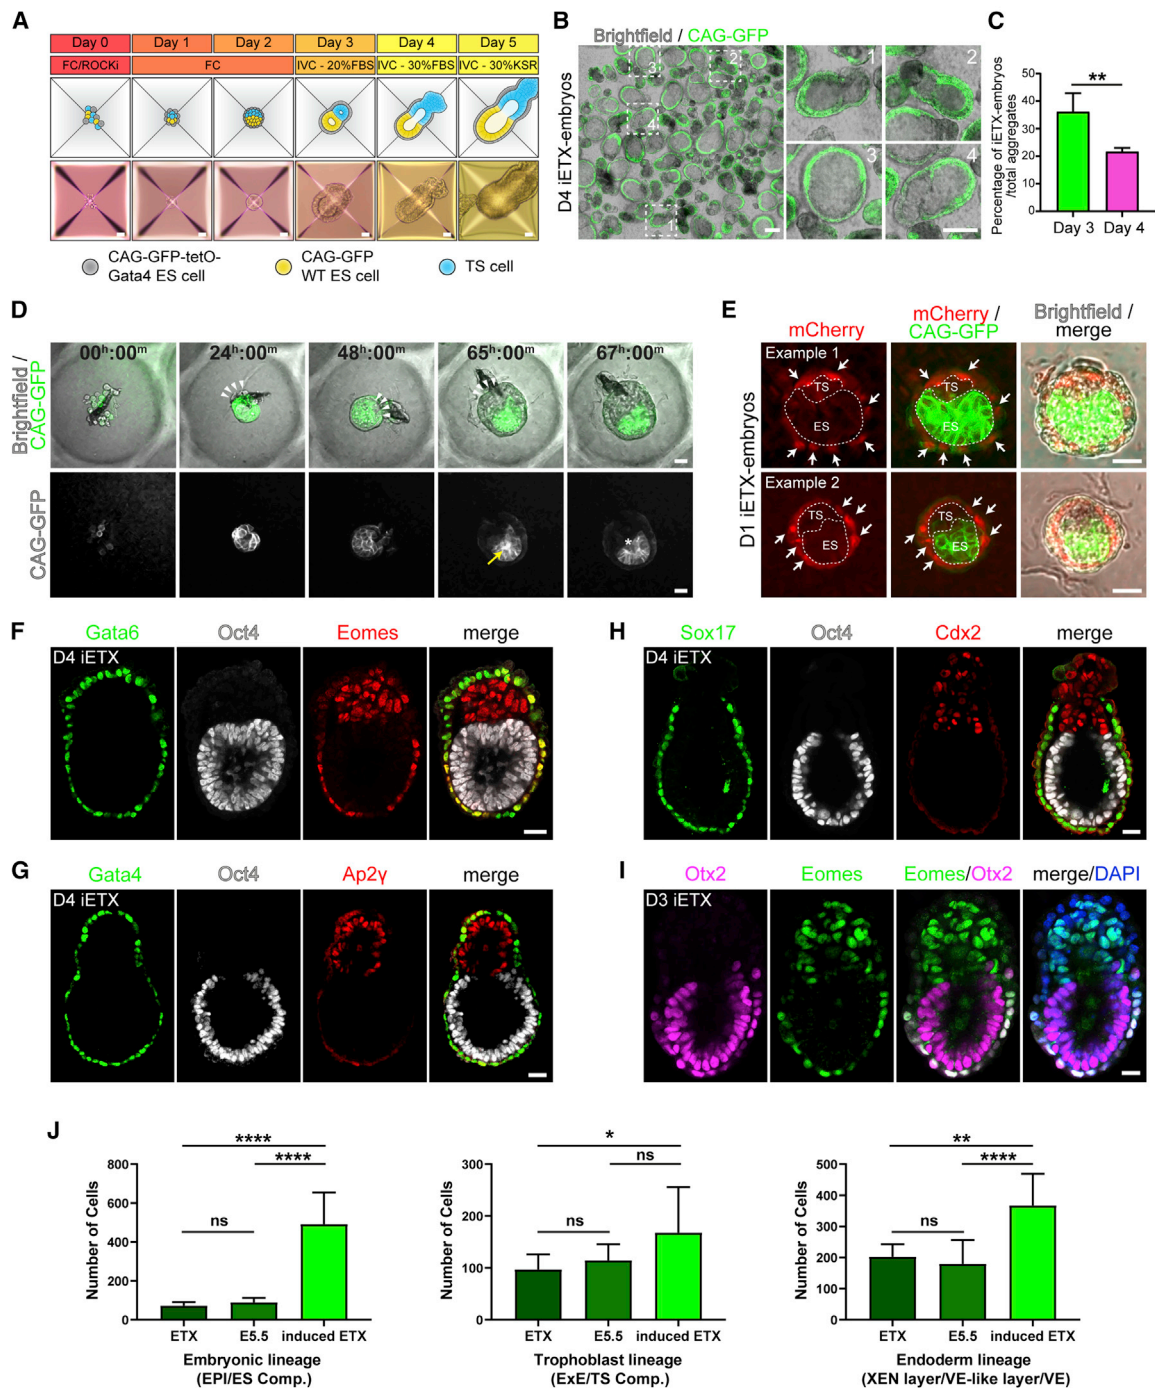 A
Day 0 Day 1 Day 2 Day 3 Day 4 Day 5
FC/ROCKi FC IVC - 20%FBS IVC - 30%FBS IVC - 30%KSR
CAG-GFP-tetO-
Gata4 ES cell
CAG-GFP
WT ES cell
TS cell
B
Brightfield / CAG-GFP
D4 iETX-embryos
3 2 4 1
1 2
3 4
C
Percentage of iETX-embryos
/total aggregates
50
40
30
20
10
0
**
Day 3 Day 4
D
Brightfield /
CAG-GFP
00h:00m 24h:00m 48h:00m 65h:00m 67h:00m
CAG-GFP
*
E
mCherry
mCherry /
CAG-GFP
Brightfield /
merge
D1 iETX-embryos
Example 1
TS TS
ES ES
Example 2
TS TS
ES ES
F
Gata6 Oct4 Eomes merge
D4 iETX
G
Gata4 Oct4 Ap2γ merge
D4 iETX
H
Sox17 Oct4 Cdx2 merge
D4 iETX
I
Otx2 Eomes Eomes/Otx2 merge/DAPI
D3 iETX
J
Number of Cells
800
600
400
200
0
****
****
ns
ETX E5.5 induced ETX
Embryonic lineage
(EPI/ES Comp.)
Number of Cells
300
200
100
0
*
ns
ns
ETX E5.5 induced ETX
Trophoblast lineage
(ExE/TS Comp.)
Number of Cells
500
400
300
200
100
0
**
****
ns
ETX E5.5 induced ETX
Endoderm lineage
(XEN layer/VE-like layer/VE)